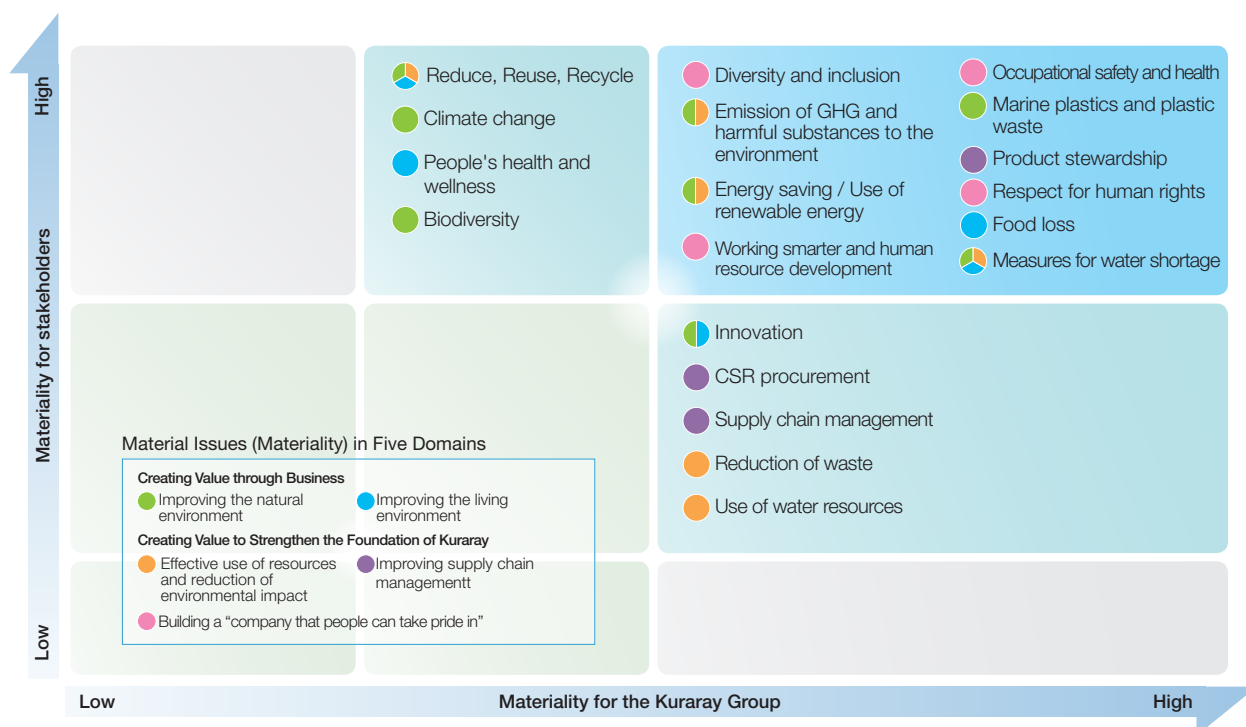 High
Materiality for stakeholders
Low
Reduce, Reuse, Recycle
Climate change
People's health and
wellness
Biodiversity
Diversity and inclusion
Emission of GHG and
harmful substances to the
environment
Energy saving / Use of
renewable energy
Working smarter and human
resource development
Occupational safety and health
Marine plastics and plastic
waste
Product stewardship
Respect for human rights
Food loss
Measures for water shortage
Innovation
CSR procurement
Supply chain management
Reduction of waste
Use of water resources
Material Issues (Materiality) in Five Domains
Creating Value through Business
Improving the natural
environment
Improving the living
environment
Creating Value to Strengthen the Foundation of Kuraray
Effective use of resources
and reduction of
environmental impact
Improving supply chain
managementt
Building a “company that people can take pride in”
Low
Materiality for the Kuraray Group
High